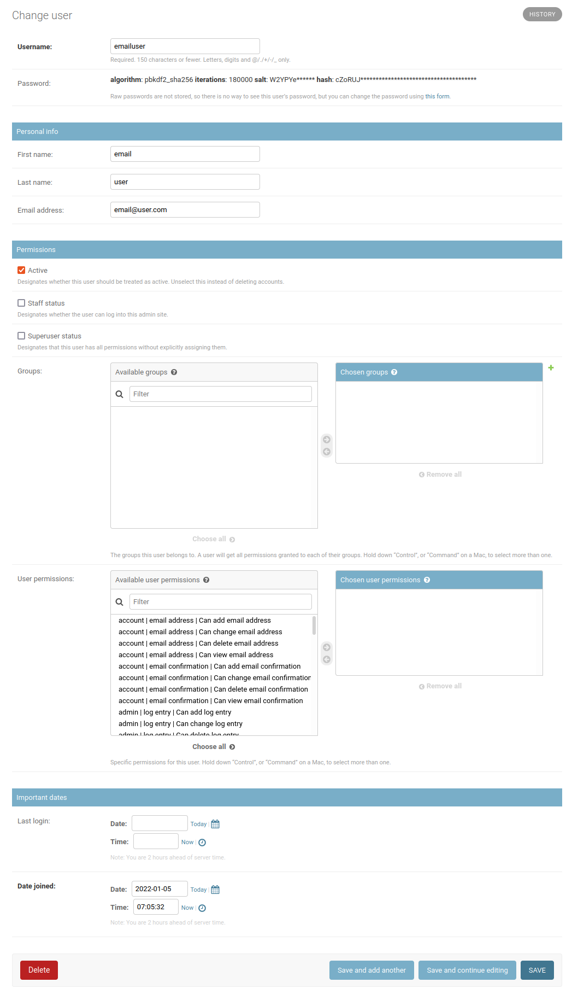 Change user
HISTORY
Username:
emailuser
Required. 150 characters or fewer. Letters, digits and @/./+/-/_ only.
Password:
algorithm: pbkdf2_sha256 iterations: 180000 salt: W2YPYe****** hash: cZoRUJ**************************************
Raw passwords are not stored, so there is no way to see this user's password, but you can change the password using this form.
Personal info
First name:
email
Last name:
user
Email address:
email@user.com
Permissions
Active
Designates whether this user should be treated as active. Unselect this instead of deleting accounts.
Staff status
Designates whether the user can log into this admin site.
Superuser status
Designates that this user has all permissions without explicitly assigning them.
Groups:
Available groups
Filter
Choose all
Chosen groups
Remove all
The groups this user belongs to. A user will get all permissions granted to each of their groups. Hold down “Control”, or “Command” on a Mac, to select more than one.
User permissions:
Available user permissions
Filter
account | email address | Can add email address
account | email address | Can change email address
account | email address | Can delete email address
account | email address | Can view email address
account | email confirmation | Can add email confirmation
account | email confirmation | Can change email confirmation
account | email confirmation | Can delete email confirmation
account | email confirmation | Can view email confirmation
admin | log entry | Can add log entry
admin | log entry | Can change log entry
admin | log entry | Can delete log entry
Choose all
Chosen user permissions
Remove all
Specific permissions for this user. Hold down “Control”, or “Command” on a Mac, to select more than one.
Important dates
Last login:
Date: Today |
Time: Now |
Note: You are 2 hours ahead of server time.
Date joined:
Date: 2022-01-05 Today |
Time: 07:05:32 Now |
Note: You are 2 hours ahead of server time.
Delete
Save and add another
Save and continue editing
SAVE